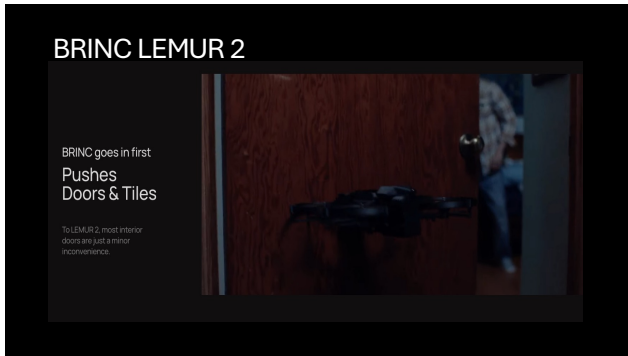 BRINC LEMUR 2
BRINC goes in first
Pushes
Doors & Tiles
To LEMUR 2, most interior
doors are just a minor
inconvenience.